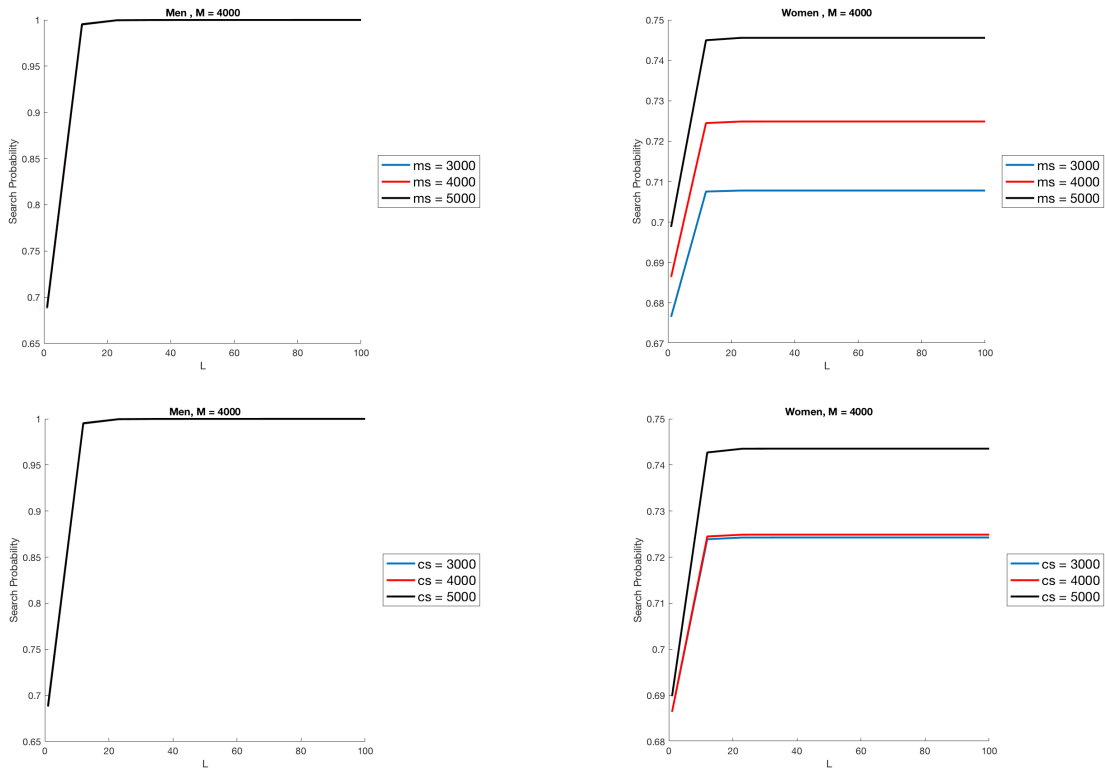 Men , M = 4000
1
0.95
0.9
0.85
0.8
0.75
0.7
0.65
0 20 40 60 80 100
L
Search Probability
ms = 3000
ms = 4000
ms = 5000
Women , M = 4000
0.75
0.74
0.73
0.72
0.71
0.7
0.69
0.68
0.67
0 20 40 60 80 100
L
Search Probability
ms = 3000
ms = 4000
ms = 5000
Men, M = 4000
1
0.95
0.9
0.85
0.8
0.75
0.7
0.65
0 20 40 60 80 100
L
Search Probability
cs = 3000
cs = 4000
cs = 5000
Women, M = 4000
0.75
0.74
0.73
0.72
0.71
0.7
0.69
0.68
0 20 40 60 80 100
L
Search Probability
cs = 3000
cs = 4000
cs = 5000